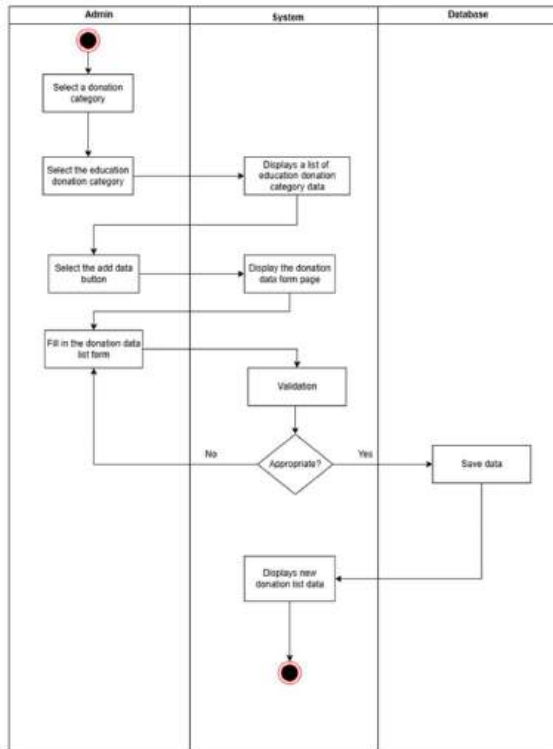 Admin
System
Database
Select a donation
category
Select the education
donation category
Displays a list of
education donation
category data
Select the add data
button
Display the donation
data form page
Fill in the donation data
list form
Validation
No
Appropriate?
Yes
Save data
Displays new
donation list data